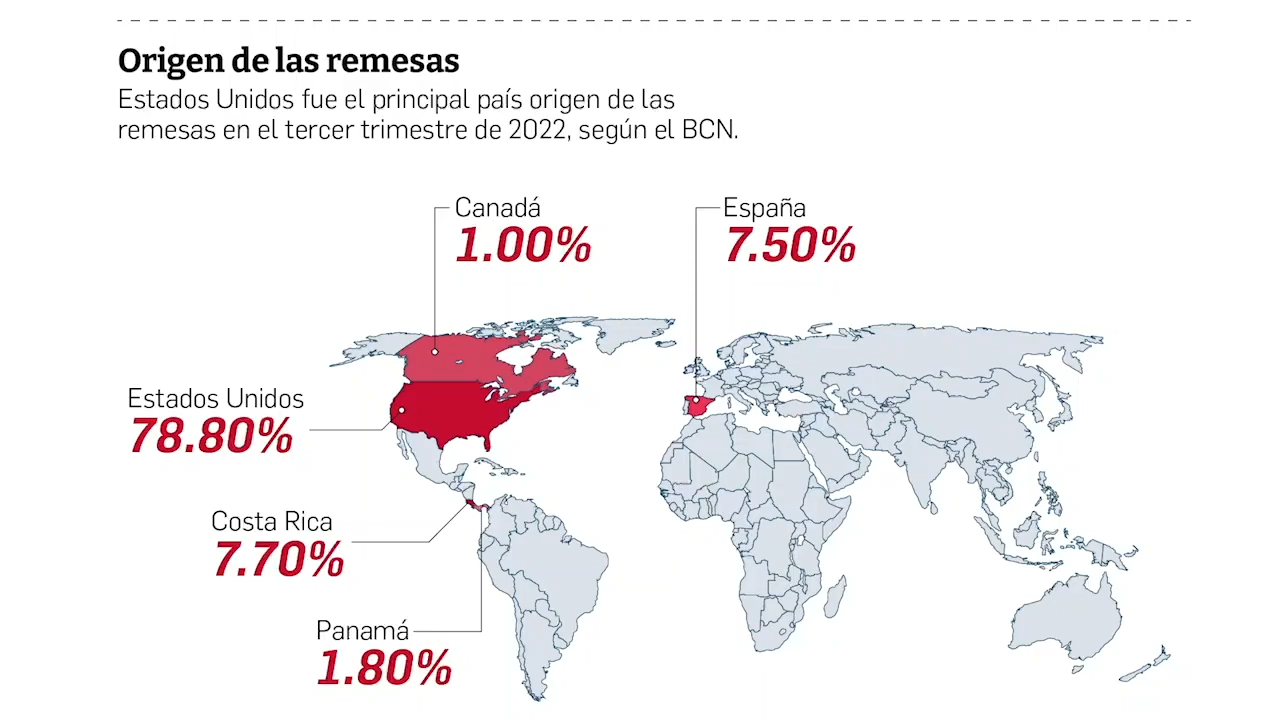 Origen de las remesas
Estados Unidos fue el principal país origen de las
remesas en el tercer trimestre de 2022, según el BCN.
Canadá
1.00%
España
7.50%
Estados Unidos
78.80%
Costa Rica
7.70%
Panamá
1.80%